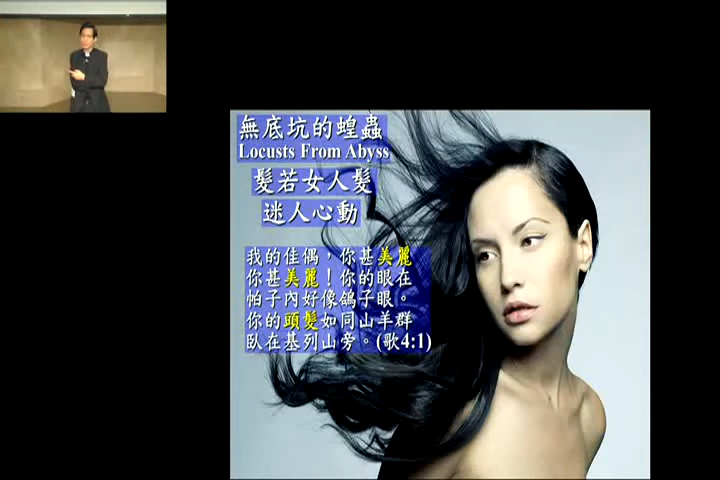 無底坑的蝗蟲
Locusts From Abyss
髮若女人髮
迷人心動
我的佳偶，你甚美麗
你甚美麗！你的眼在
帕子內好像鴿子眼。
你的頭髮如同山羊群
臥在基列山旁。(歌4:1)